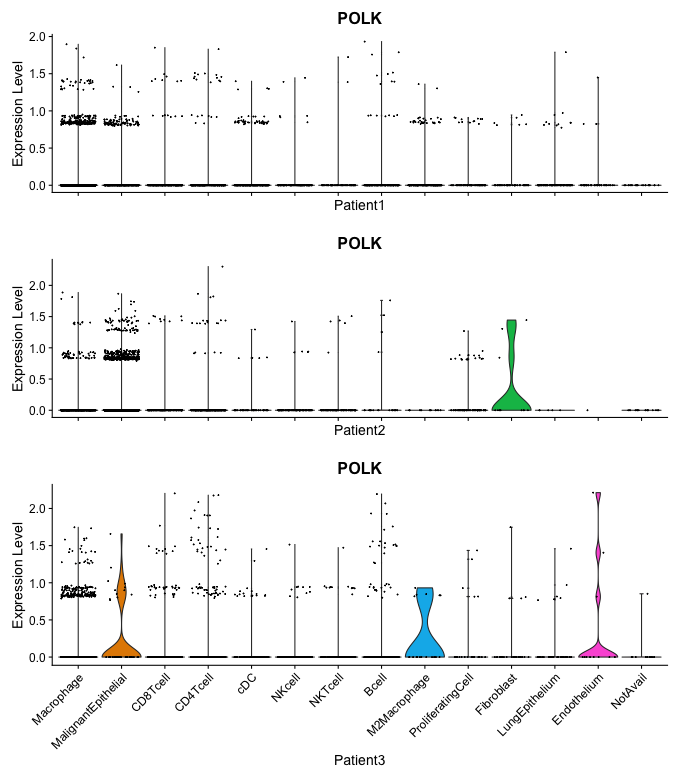 POLK
Expression Level
2.0
1.5
1.0
0.5
0.0
Patient1
POLK
Expression Level
2.0
1.5
1.0
0.5
0.0
Patient2
POLK
Expression Level
2.0
1.5
1.0
0.5
0.0
Macrophage
MalignantEpithelial
CD8Tcell
CD4Tcell
cDC
NKcell
NKTcell
Bcell
M2Macrophage
ProliferatingCell
Fibroblast
LungEpithelium
Endothelium
NotAvail
Patient3